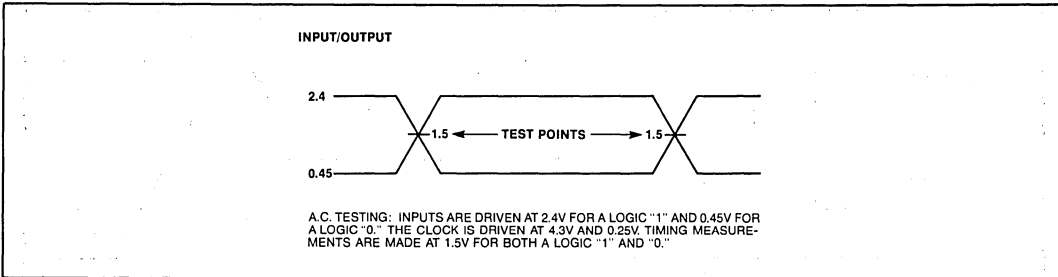 INPUT/OUTPUT
2.4
1.5 TEST POINTS 1.5
0.45
A.C. TESTING: INPUTS ARE DRIVEN AT 2.4V FOR A LOGIC "1" AND 0.45V FOR
A LOGIC "0." THE CLOCK IS DRIVEN AT 4.3V AND 0.25V. TIMING MEASURE-
MENTS ARE MADE AT 1.5V FOR BOTH A LOGIC "1" AND "0."